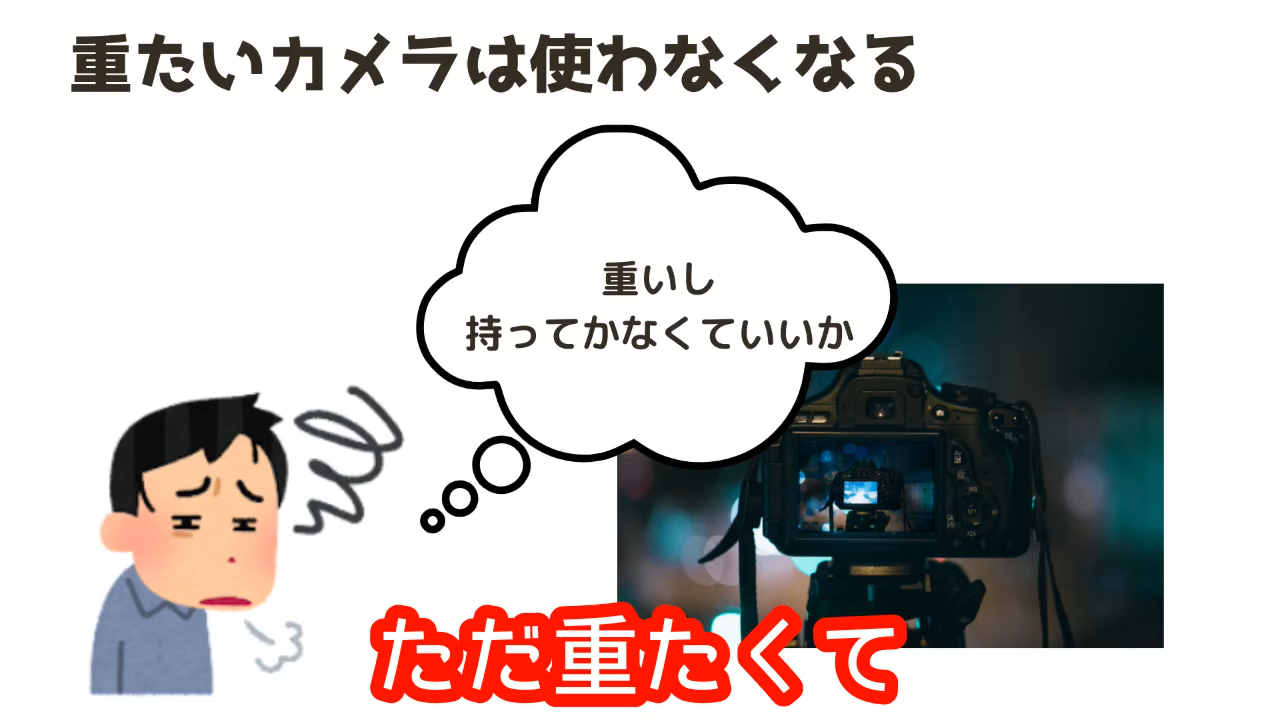 重たいカメラは使わなくなる
重いし
持ってかなくていいか
ただ重たくて